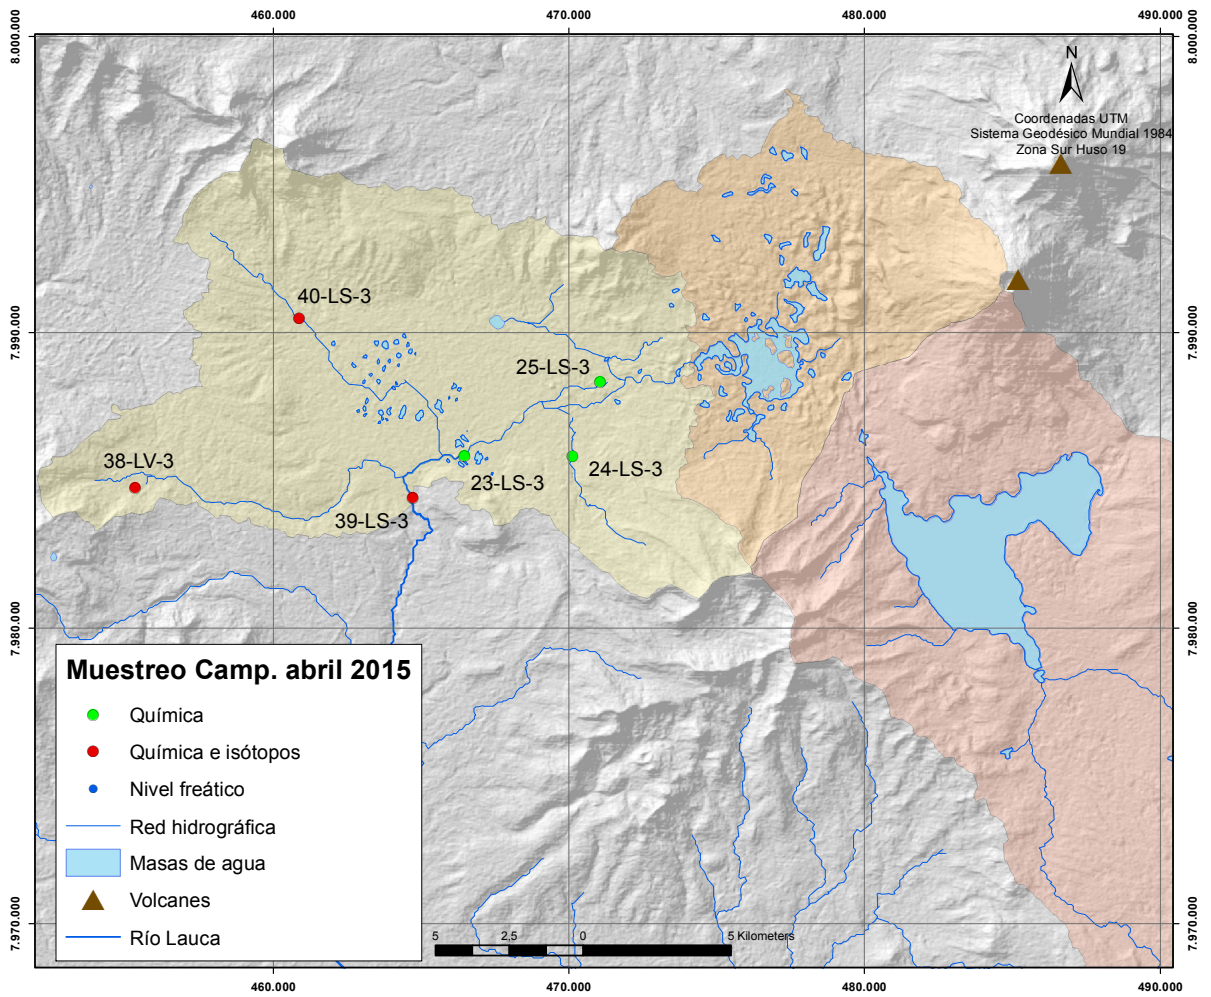 460.000
470.000
480.000
490.000
8.000.000
8.000.000
N
Coordenadas UTM
Sistema Geodésico Mundial 1984
Zona Sur Huso 19
40-LS-3
7.990.000
7.990.000
25-LS-3
38-LV-3
23-LS-3
24-LS-3
39-LS-3
7.980.000
7.980.000
Muestreo Camp. abril 2015
Química
Química e isótopos
Nivel freático
Red hidrográfica
Masas de agua
Volcanes
Río Lauca
7.970.000
7.970.000
5 2,5 0 5 Kilometers
460.000
470.000
480.000
490.000